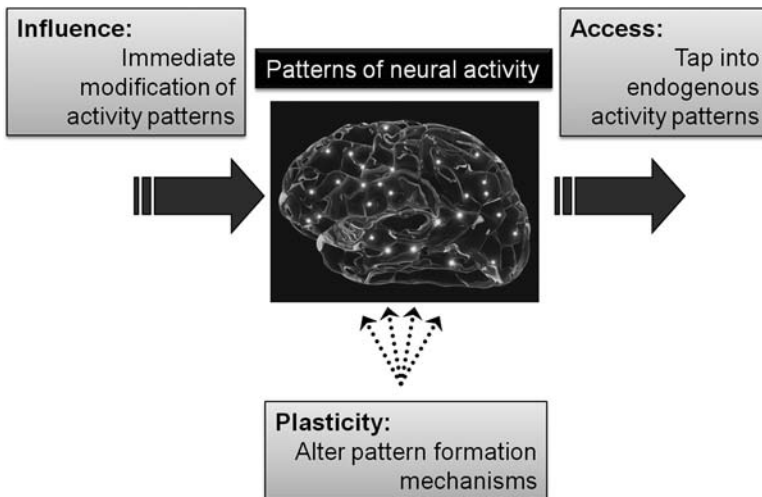 Influence:
Immediate
modification of
activity patterns
Patterns of neural activity
Access:
Tap into
endogenous
activity patterns
Plasticity:
Alter pattern formation
mechanisms